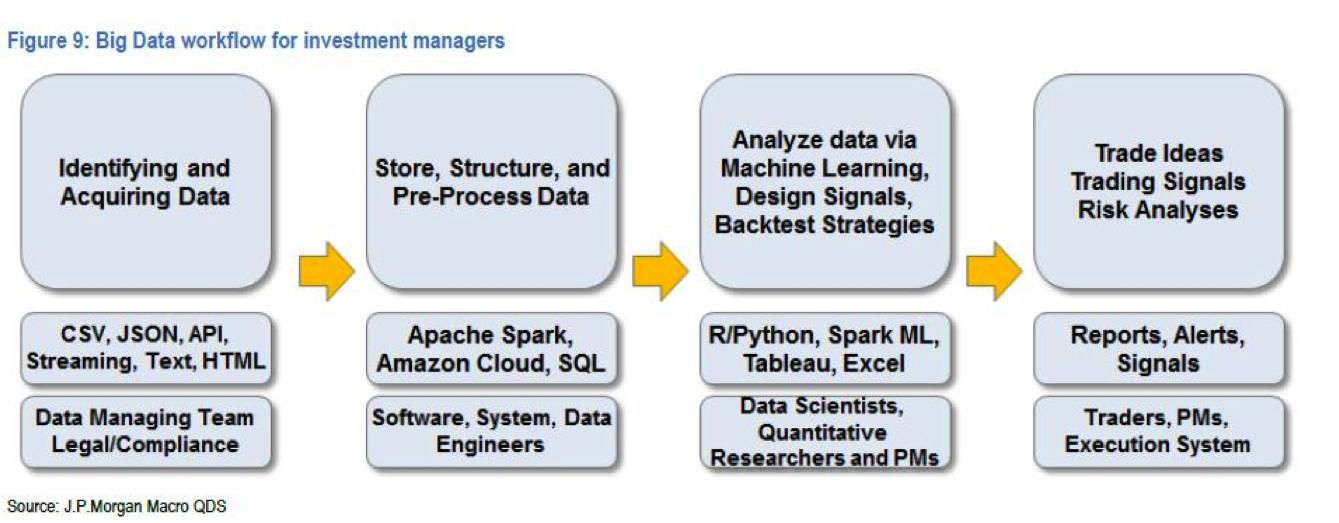 Figure 9: Big Data workflow for investment managers
Identifying and
Acquiring Data
Store, Structure, and
Pre-Process Data
Analyze data via
Machine Learning,
Design Signals,
Backtest Strategies
Trade Ideas
Trading Signals
Risk Analyses
CSV, JSON, API,
Streaming, Text, HTML
Apache Spark,
Amazon Cloud, SQL
R/Python, Spark ML,
Tableau, Excel
Reports, Alerts,
Signals
Data Managing Team
Legal/Compliance
Software, System, Data
Engineers
Data Scientists,
Quantitative
Researchers and PMs
Traders, PMs,
Execution System
Source: J.P.Morgan Macro QDS